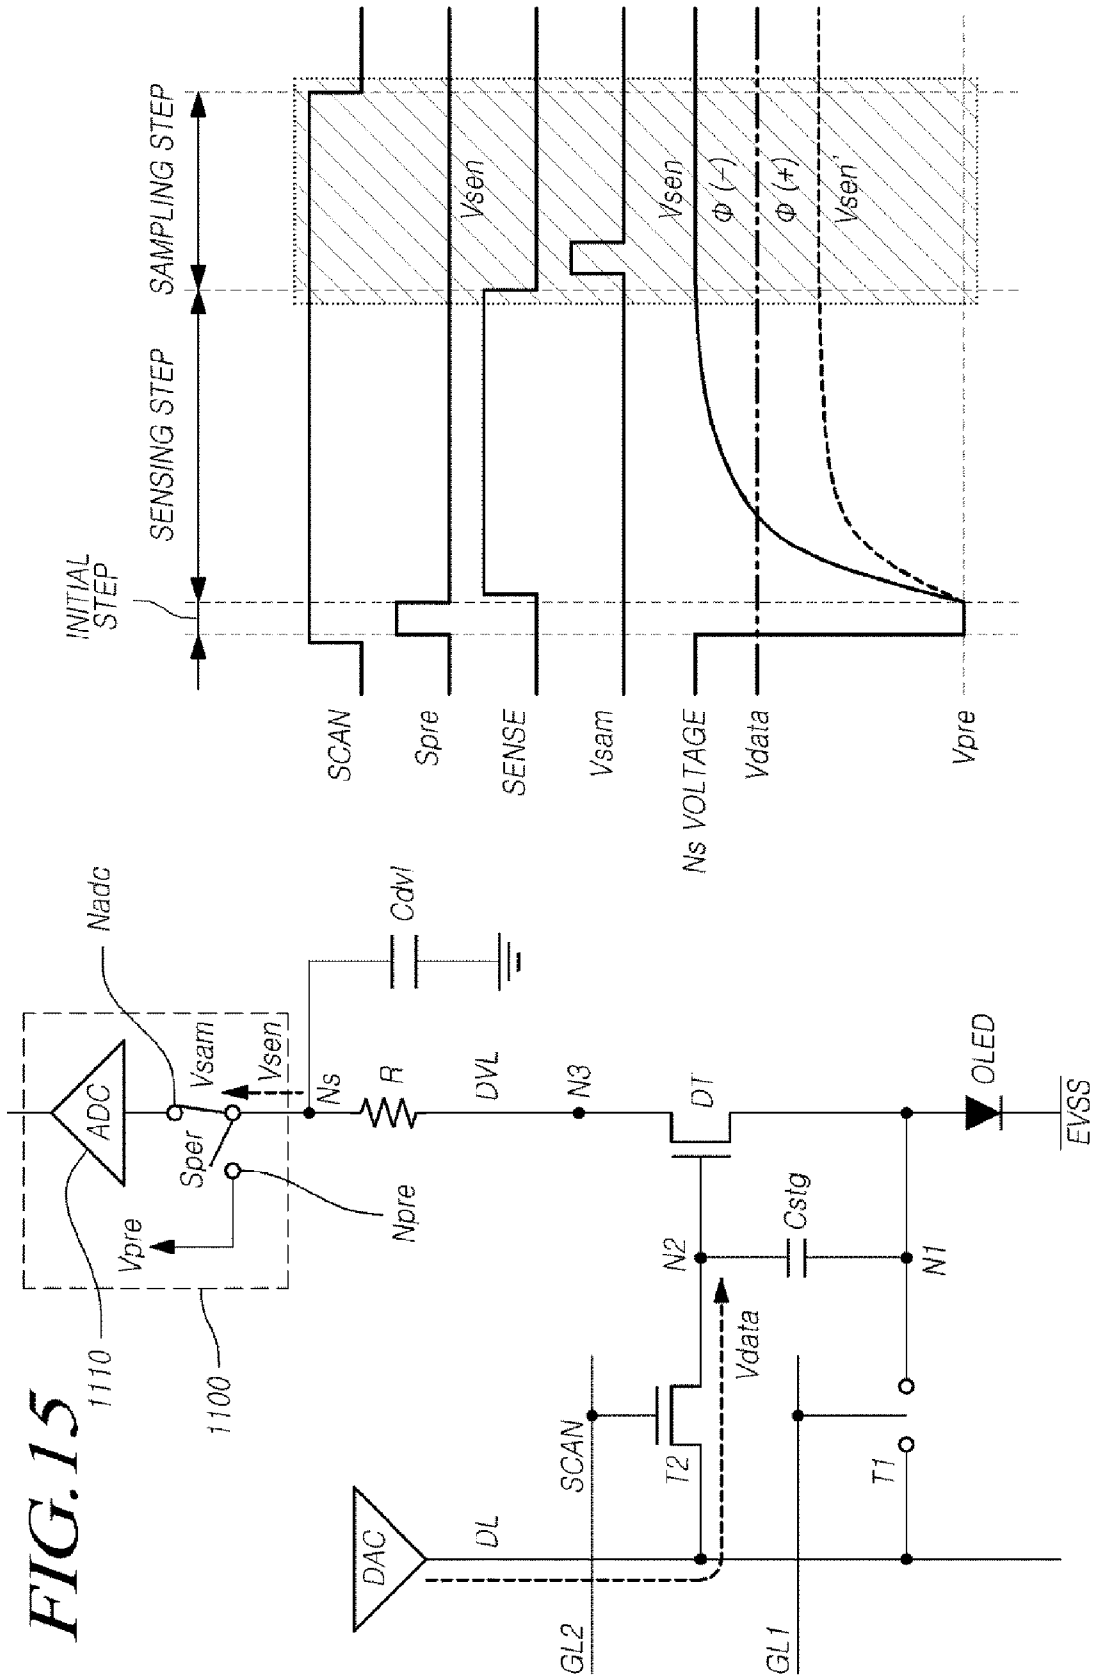 FIG. 15
1110
1100
Vpre
ADC
Nadc
Sper
Vsam
Vsen
Npre
Ns
Cdvl
R
DVL
N3
DAC
DL
GL2
SCAN
T2
N2
DT
Vdata
Cstg
GL1
T1
N1
OLED
EVSS
INITIAL
STEP
SENSING STEP
SAMPLING STEP
SCAN
Spre
Vsen
SENSE
Vsam
Ns VOLTAGE
Vsen
Φ (−)
Vdata
Φ (+)
Vsen'
Vpre